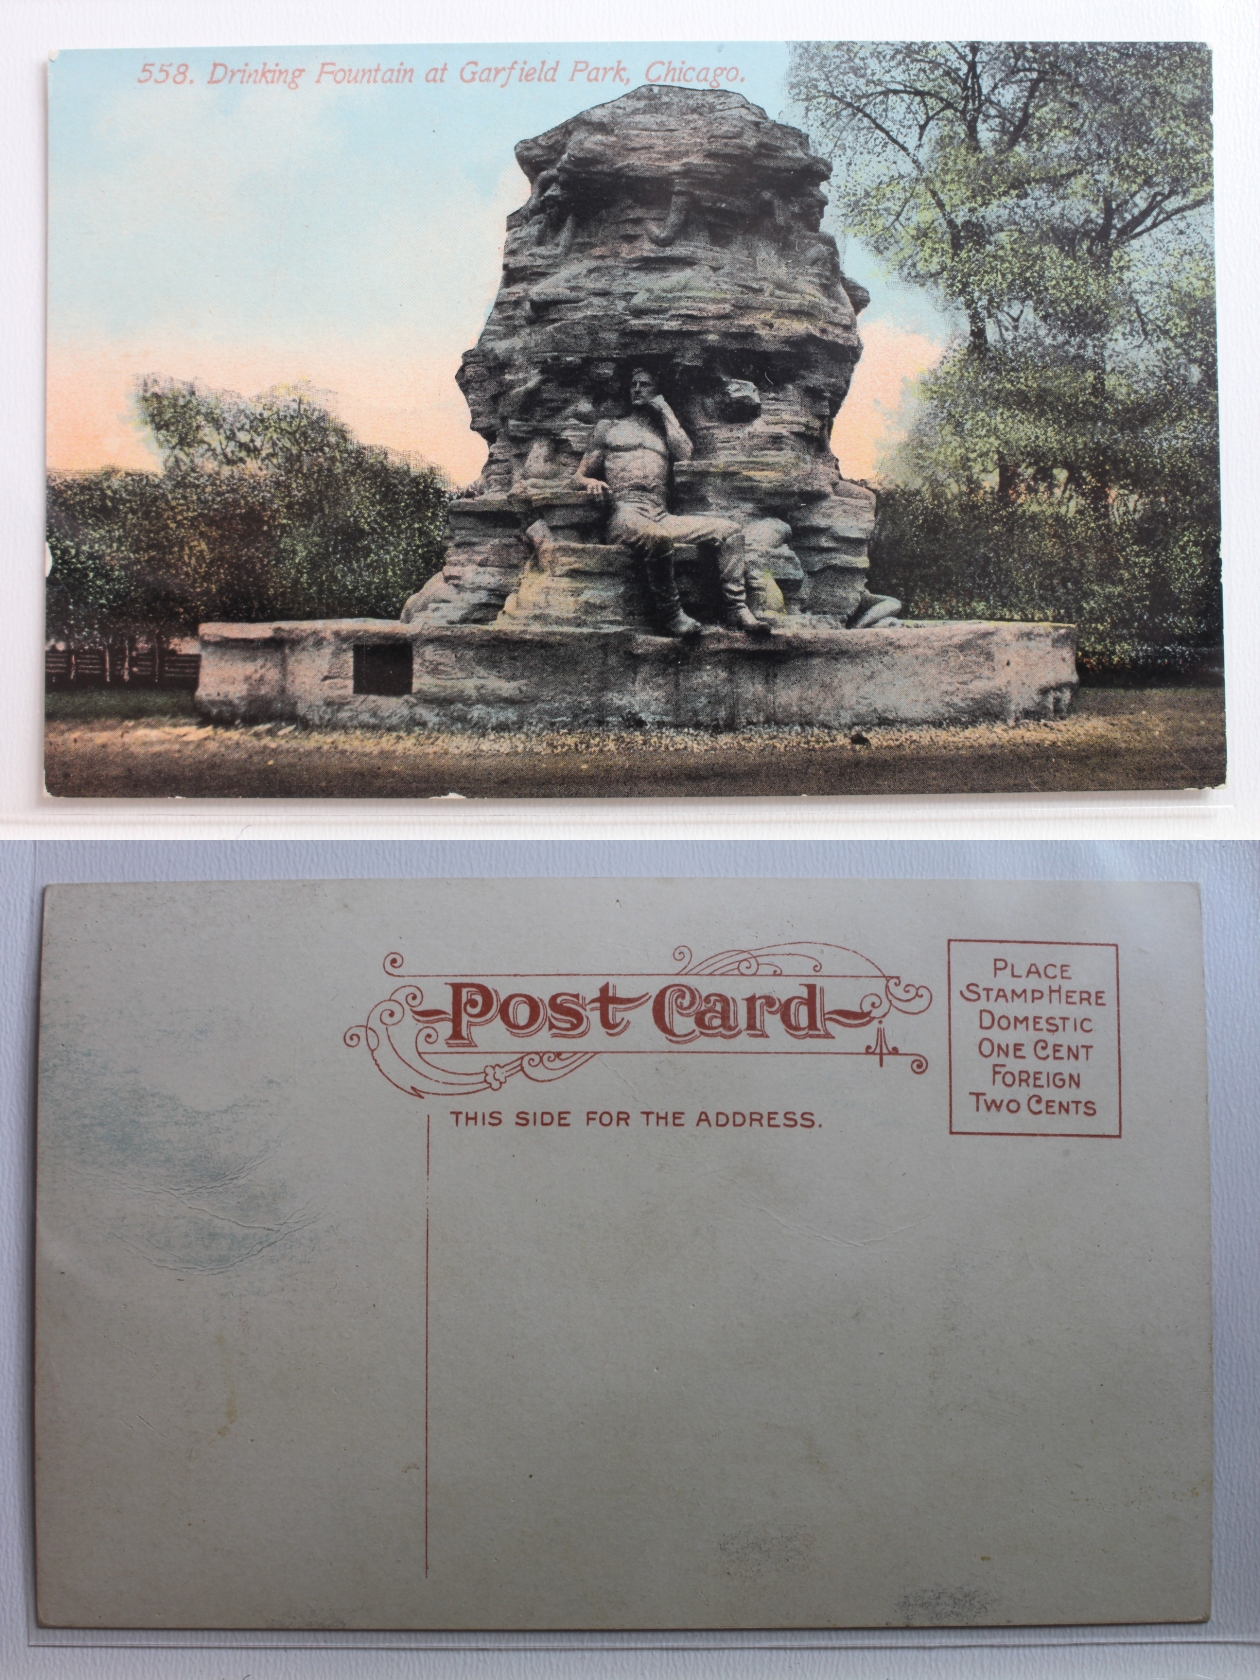 558. Drinking Fountain at Garfield Park, Chicago.
Post Card
THIS SIDE FOR THE ADDRESS.
PLACE
STAMP HERE
DOMESTIC
ONE CENT
FOREIGN
TWO CENTS